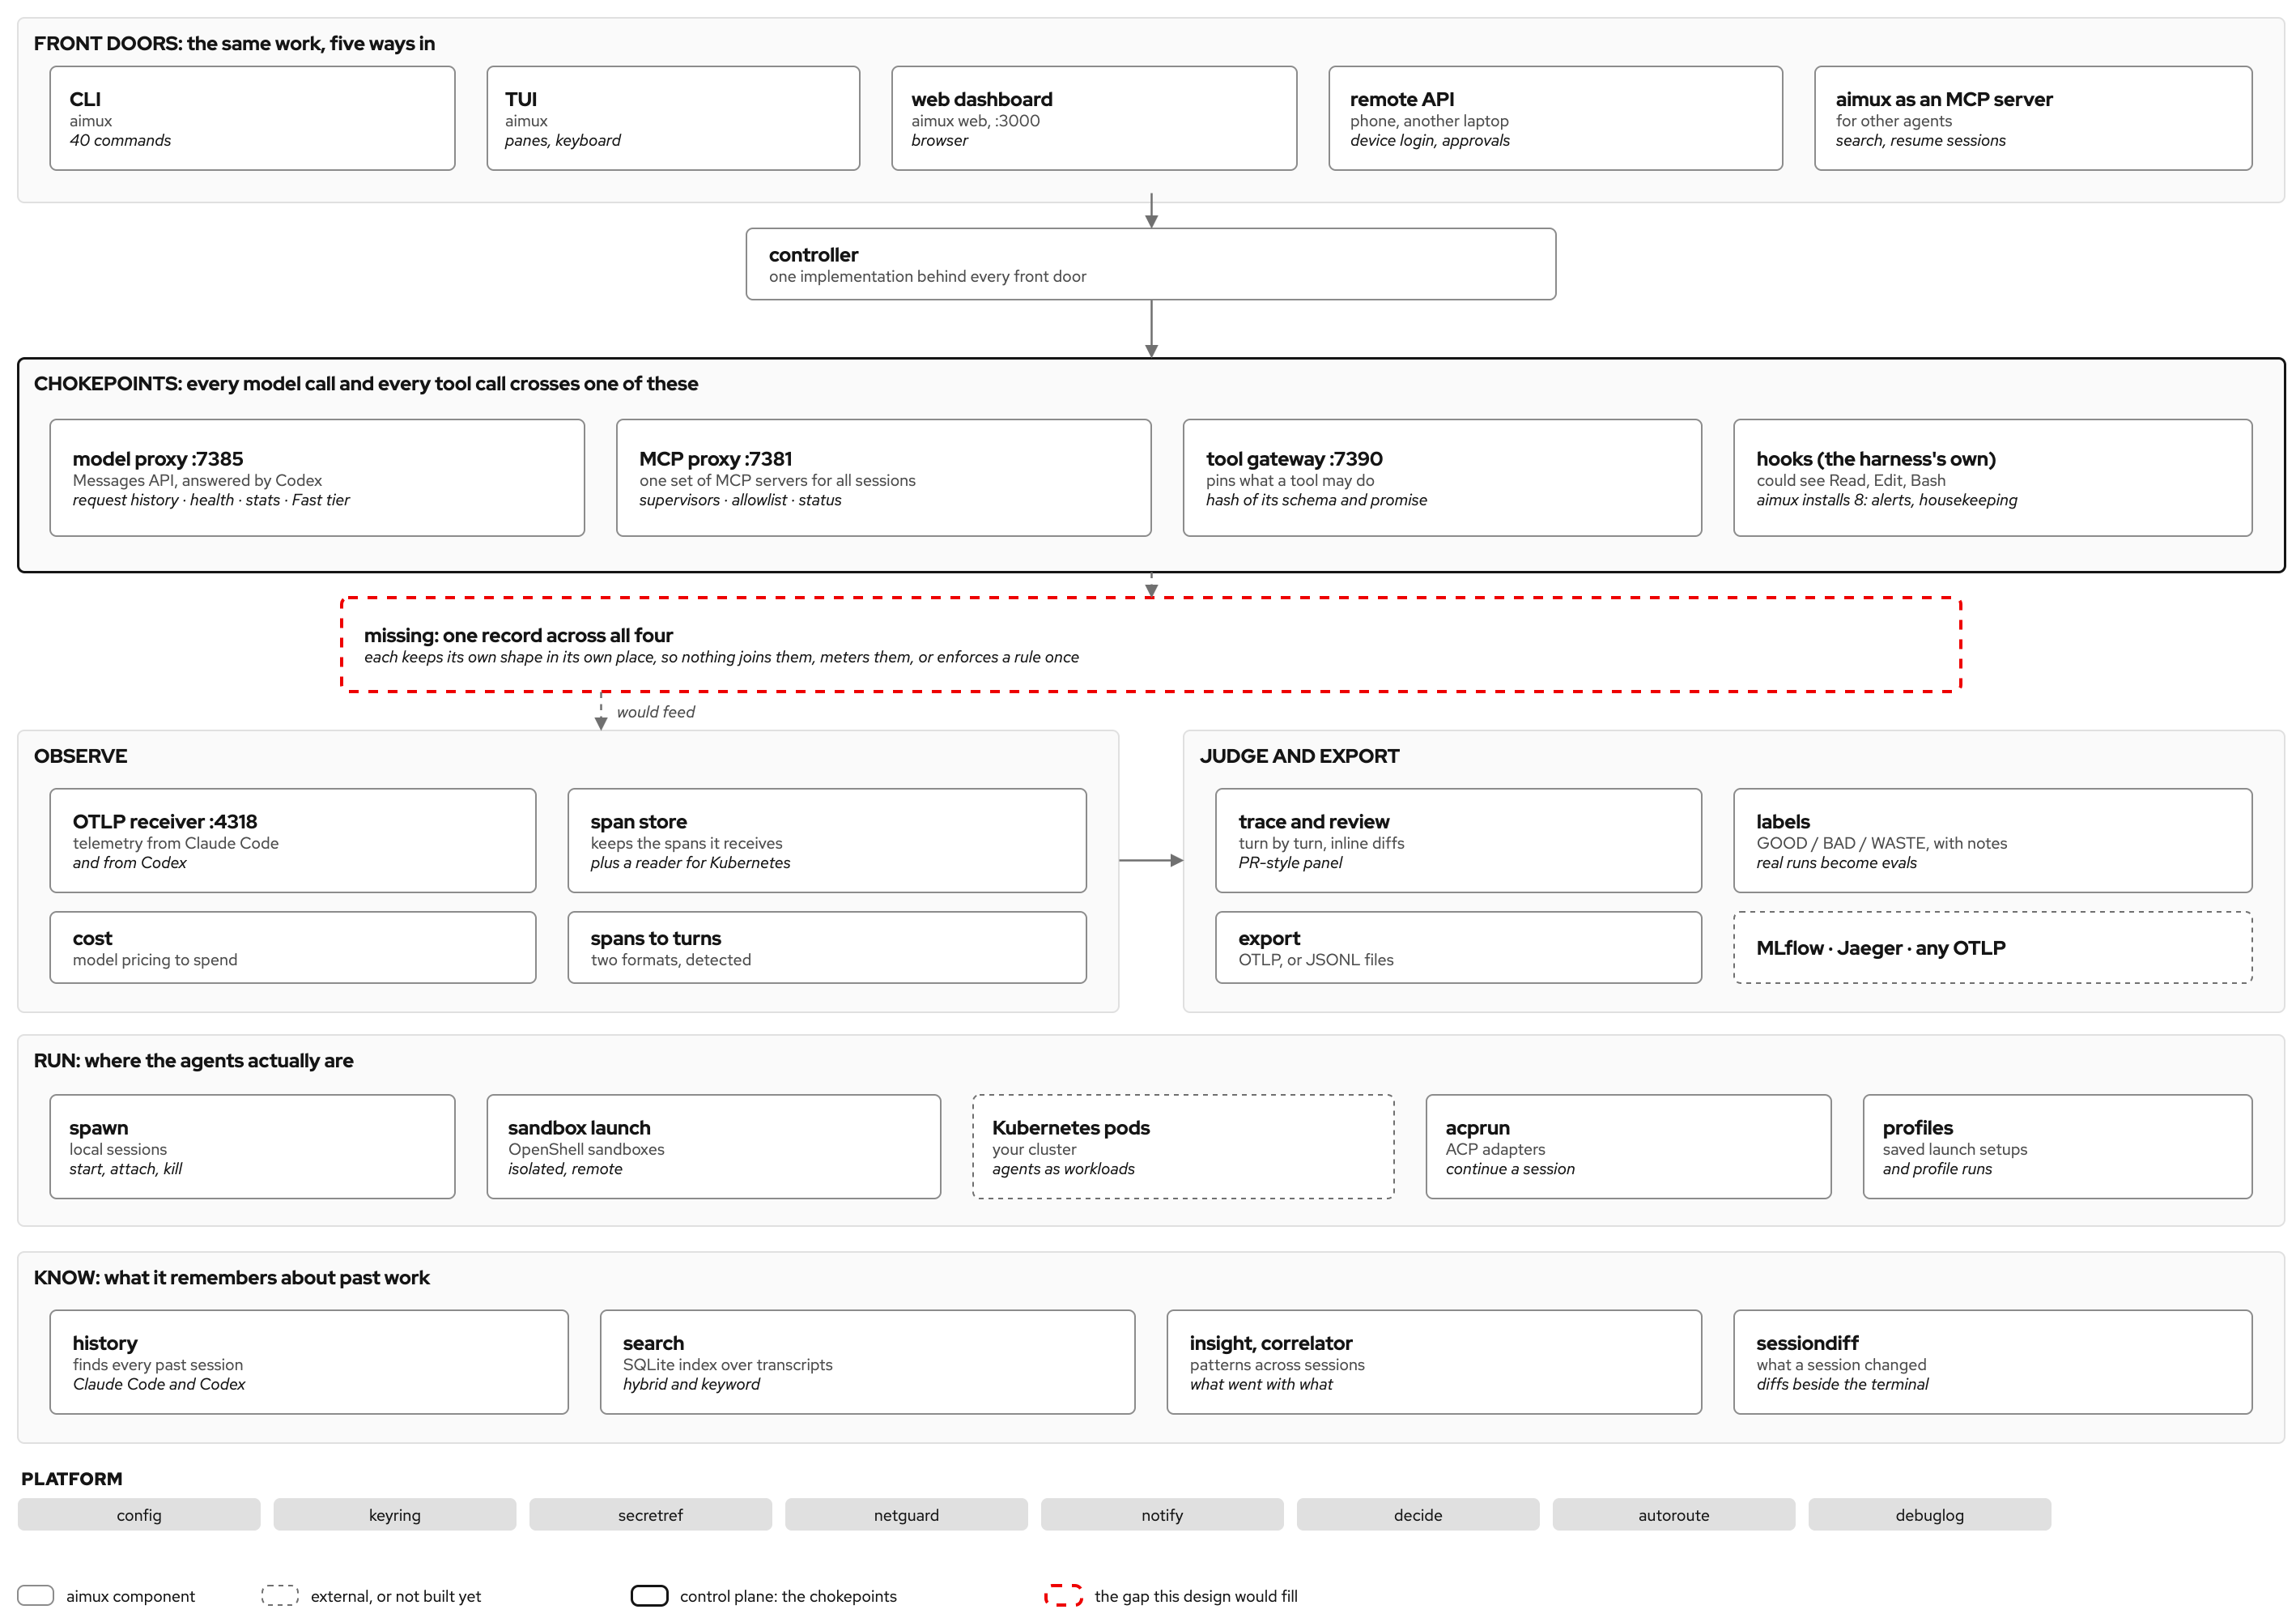 FRONT DOORS: the same work, five ways in
CLI
aimux
40 commands
TUI
aimux
panes, keyboard
web dashboard
aimux web, :3000
browser
remote API
phone, another laptop
device login, approvals
aimux as an MCP server
for other agents
search, resume sessions
controller
one implementation behind every front door
CHOKEPOINTS: every model call and every tool call crosses one of these
model proxy :7385
Messages API, answered by Codex
request history · health · stats · Fast tier
MCP proxy :7381
one set of MCP servers for all sessions
supervisors · allowlist · status
tool gateway :7390
pins what a tool may do
hash of its schema and promise
hooks (the harness's own)
could see Read, Edit, Bash
aimux installs 8: alerts, housekeeping
missing: one record across all four
each keeps its own shape in its own place, so nothing joins them, meters them, or enforces a rule once
would feed
OBSERVE
OTLP receiver :4318
telemetry from Claude Code
and from Codex
span store
keeps the spans it receives
plus a reader for Kubernetes
cost
model pricing to spend
spans to turns
two formats, detected
JUDGE AND EXPORT
trace and review
turn by turn, inline diffs
PR-style panel
labels
GOOD / BAD / WASTE, with notes
real runs become evals
export
OTLP, or JSONL files
MLflow · Jaeger · any OTLP
RUN: where the agents actually are
spawn
local sessions
start, attach, kill
sandbox launch
OpenShell sandboxes
isolated, remote
Kubernetes pods
your cluster
agents as workloads
acprun
ACP adapters
continue a session
profiles
saved launch setups
and profile runs
KNOW: what it remembers about past work
history
finds every past session
Claude Code and Codex
search
SQLite index over transcripts
hybrid and keyword
insight, correlator
patterns across sessions
what went with what
sessiondiff
what a session changed
diffs beside the terminal
PLATFORM
config
keyring
secretref
netguard
notify
decide
autoroute
debuglog
aimux component
external, or not built yet
control plane: the chokepoints
the gap this design would fill